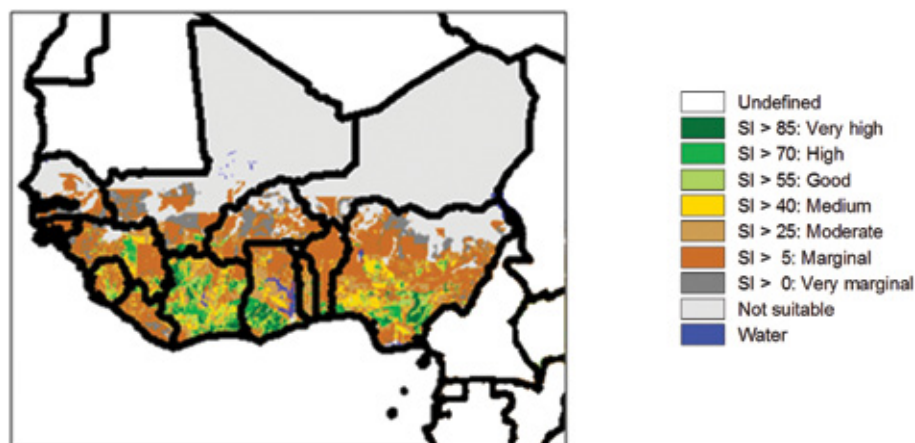 Undefined
SI > 85: Very high
SI > 70: High
SI > 55: Good
SI > 40: Medium
SI > 25: Moderate
SI > 5: Marginal
SI > 0: Very marginal
Not suitable
Water